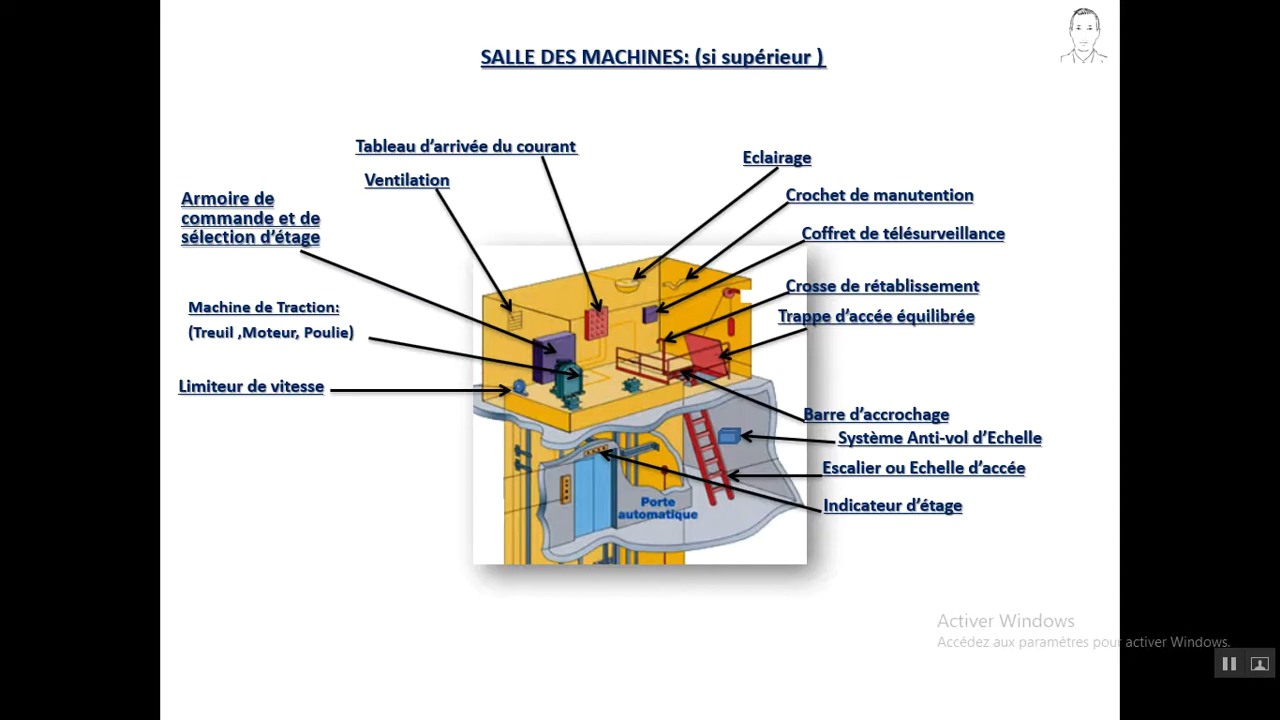 SALLE DES MACHINES: (si supérieur )
Tableau d’arrivée du courant
Ventilation
Armoire de
commande et de
sélection d’étage
Machine de Traction:
(Treuil ,Moteur, Poulie)
Limiteur de vitesse
Eclairage
Crochet de manutention
Coffret de télésurveillance
Crosse de rétablissement
Trappe d’accée équilibrée
Barre d’accrochage
Système Anti-vol d’Echelle
Escalier ou Echelle d’accée
Indicateur d’étage
Porte
automatique
Activer Windows
Accédez aux paramètres pour activer Windows.